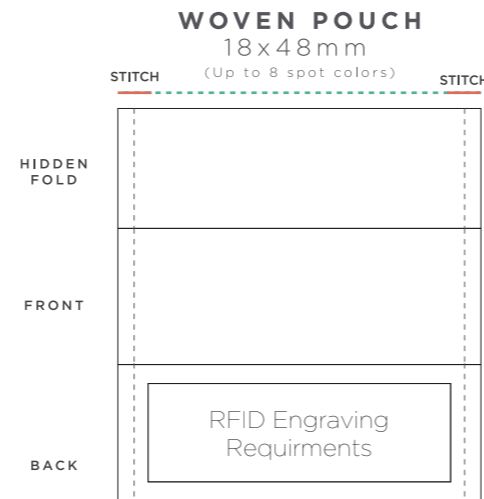 WOVEN POUCH
18x48mm
(Up to 8 spot colors)
STITCH
STITCH
HIDDEN
FOLD
FRONT
RFID Engraving
Requirments
BACK